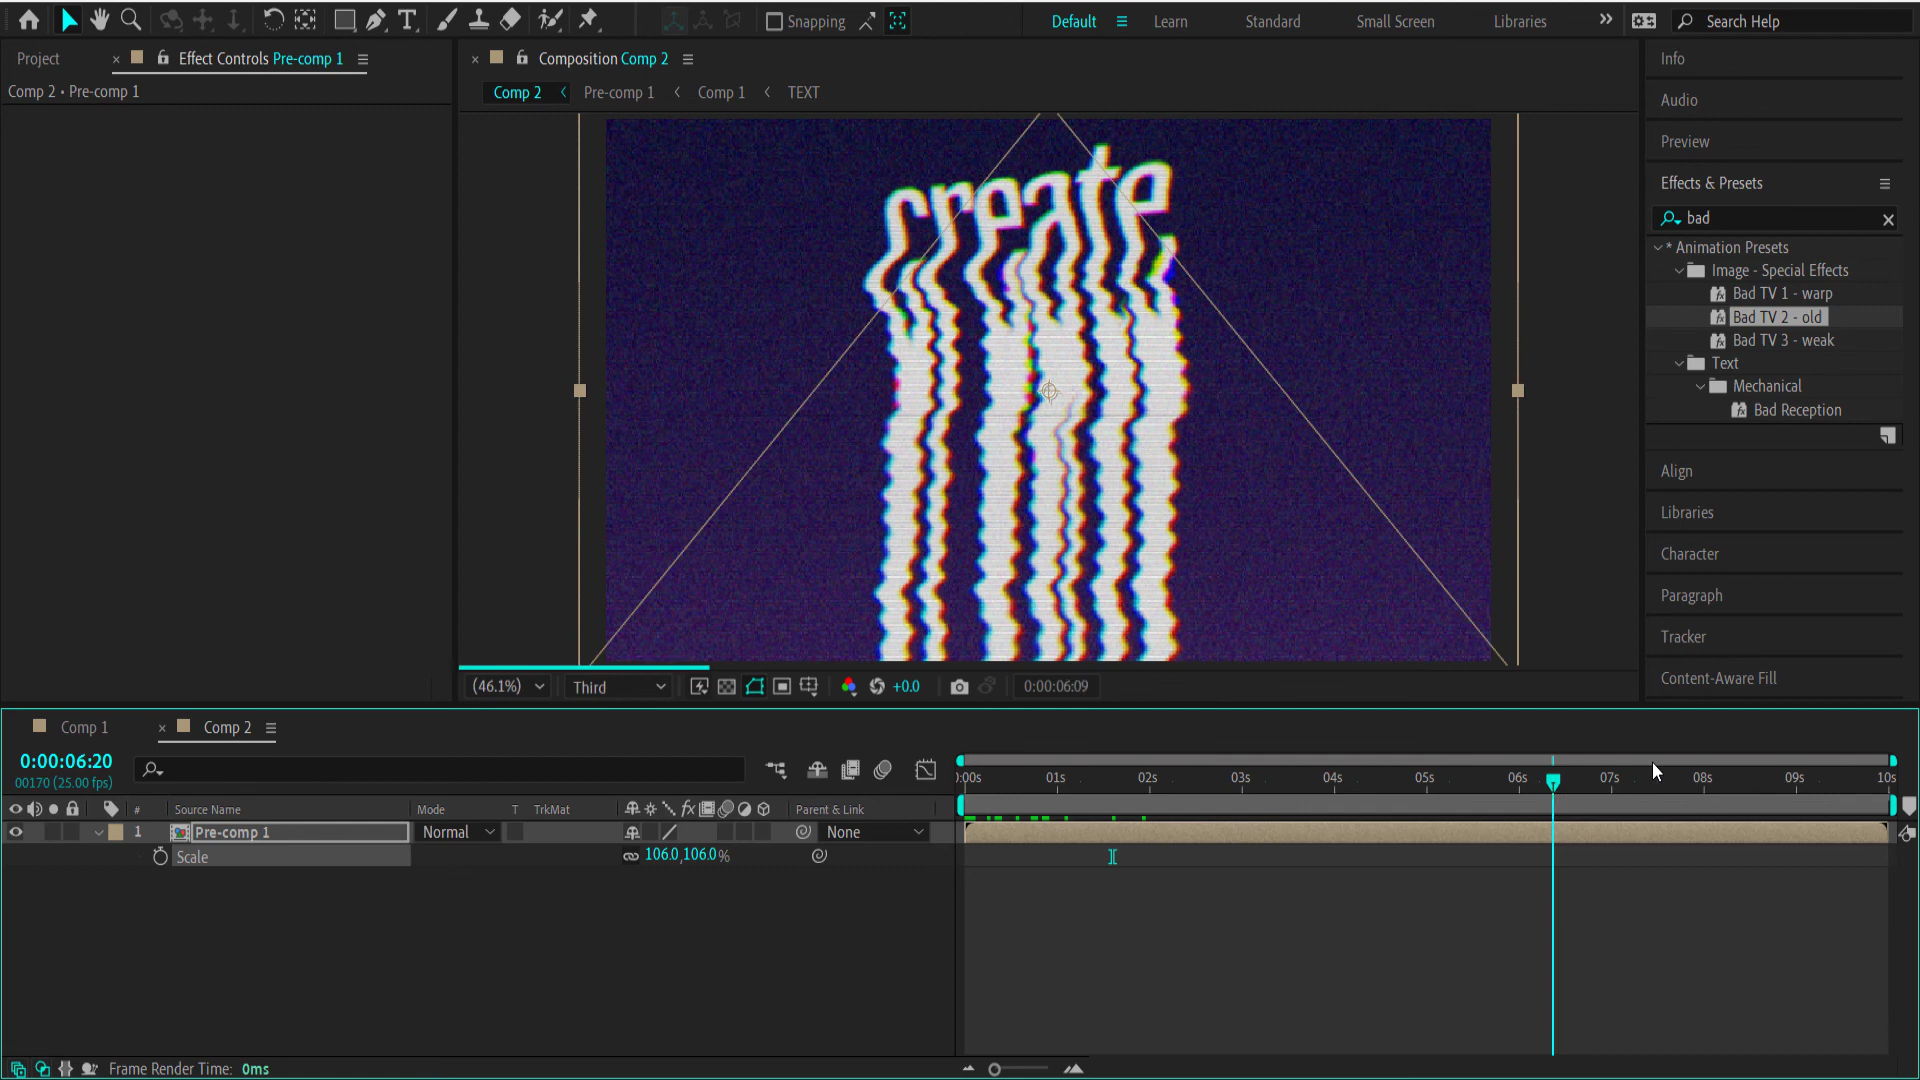 Snapping
Default
Learn
Standard
Small Screen
Libraries
Search Help
Project
Effect Controls Pre-comp 1
Composition Comp 2
Info
Comp 2 • Pre-comp 1
Comp 2
Pre-comp 1
Comp 1
TEXT
Audio
Preview
Effects & Presets
bad
* Animation Presets
Image - Special Effects
Bad TV 1 - warp
Bad TV 2 - old
Bad TV 3 - weak
Text
Mechanical
Bad Reception
Align
Libraries
Character
Paragraph
Tracker
Content-Aware Fill
create
(46.1%)
Third
+0.0
0:00:06:09
Comp 1
Comp 2
0:00:06:20
00170 (25.00 fps)
0:00s 01s 02s 03s 04s 05s 06s 07s 08s 09s 10s
# Source Name Mode T TrkMat Parent & Link
1 Pre-comp 1 Normal None
Scale 106.0,106.0%
Frame Render Time: 0ms